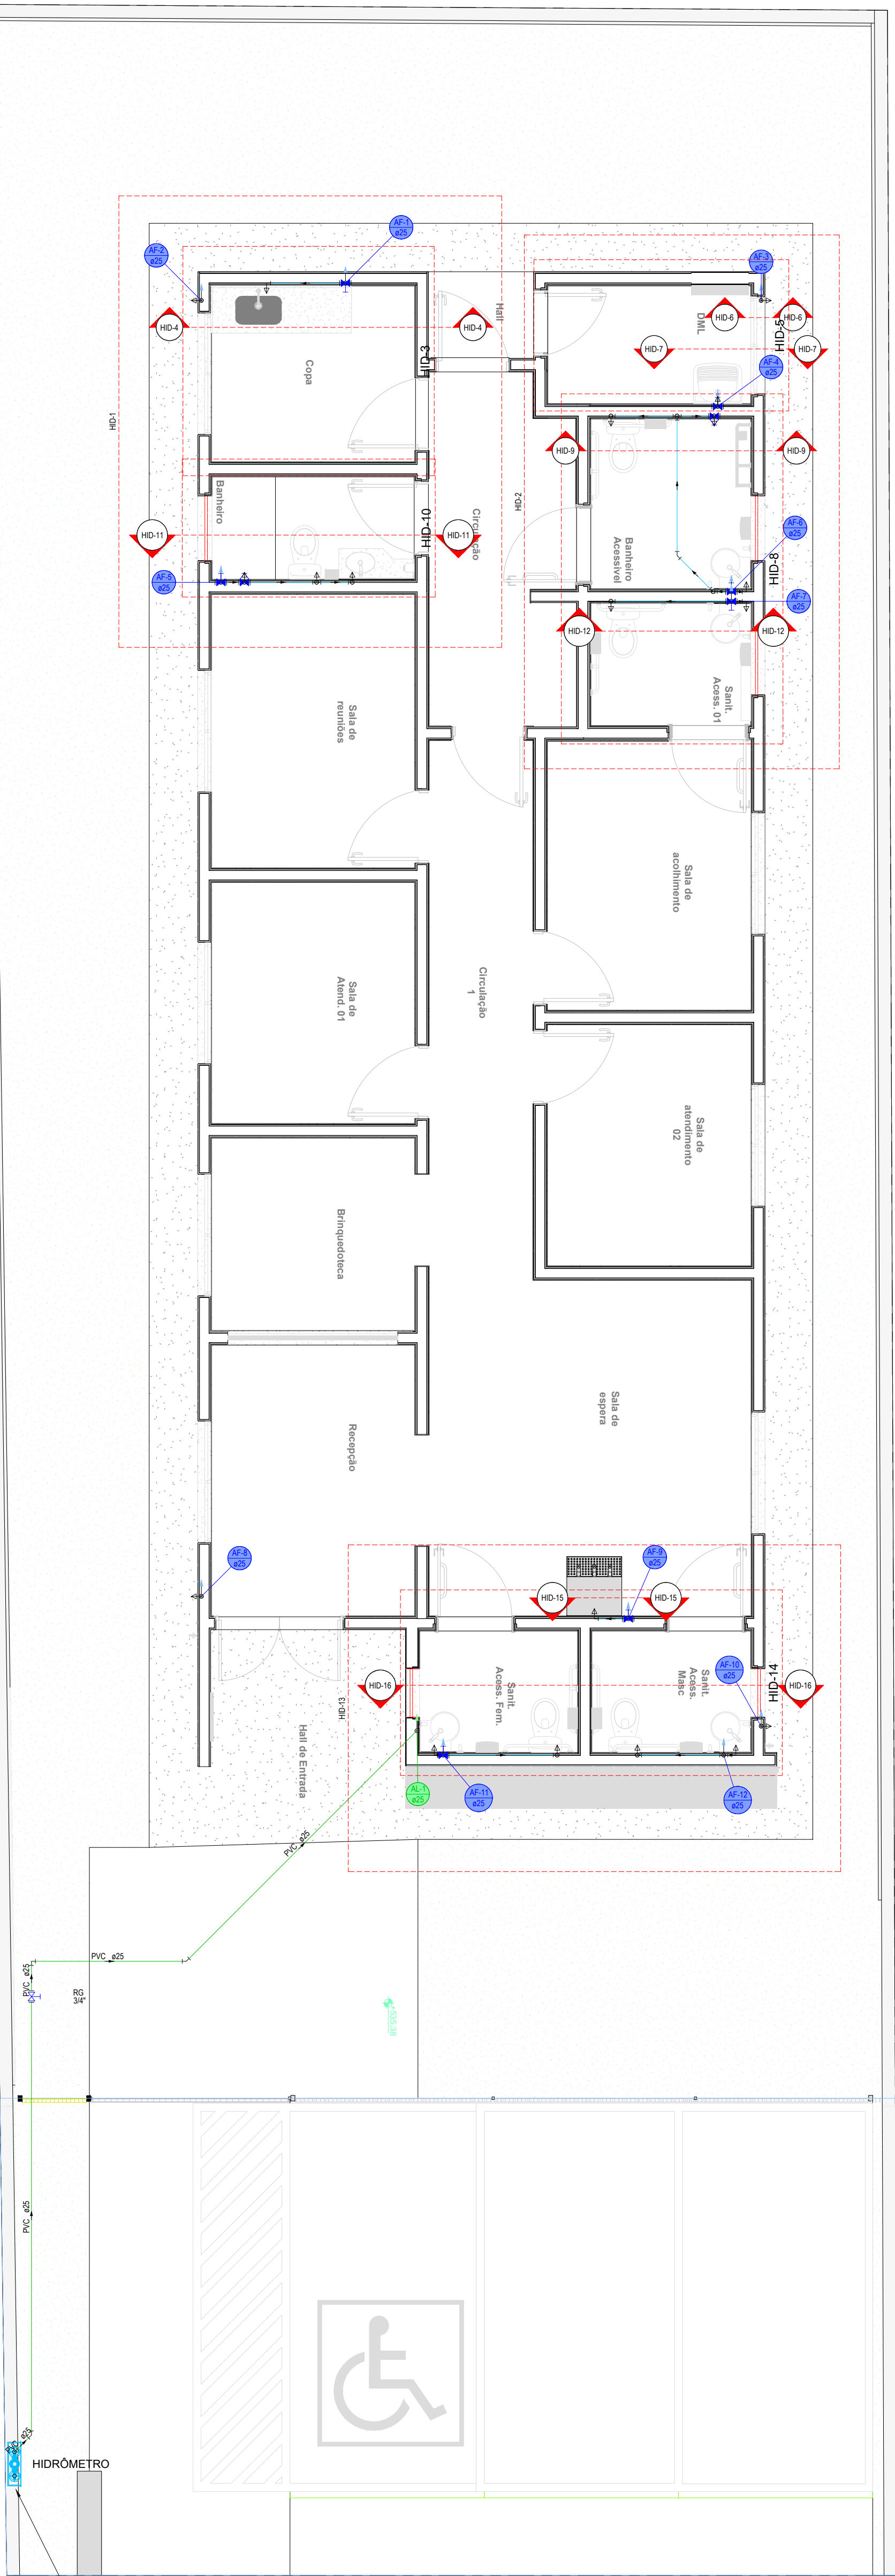 AF-1
ø25
AF-2
ø25
AF-3
ø25
HID-4
HID-4
Hall
HID-6
HID-6
DML
HID-5
HID-7
HID-7
HID-3
Copa
AF-4
ø25
HID-1
HID-9
HID-9
Banheiro
HID-2
HID-10
HID-11
HID-11
Circulação
AF-6
ø25
Banheiro
Acessível
HID-8
AF-5
ø25
AF-7
ø25
HID-12
HID-12
Sanit.
Acess. 01
Sala de
reuniões
Sala de
acolhimento
Sala de
Atend. 01
Circulação
1
Sala de
atendimento
02
Brinquedoteca
Sala de
espera
Recepção
AF-8
ø25
AF-9
ø25
HID-15
HID-15
HID-16
HID-16
Sanit.
Acess. Fem.
Sanit.
Acess.
Masc
AF-10
ø25
HID-14
HID-13
Hall de Entrada
AL-1
ø25
AF-11
ø25
AF-12
ø25
PVC ø25
PVC ø25
PVC ø25
RG
3/4"
PVC ø25
PVC ø25
HIDRÔMETRO